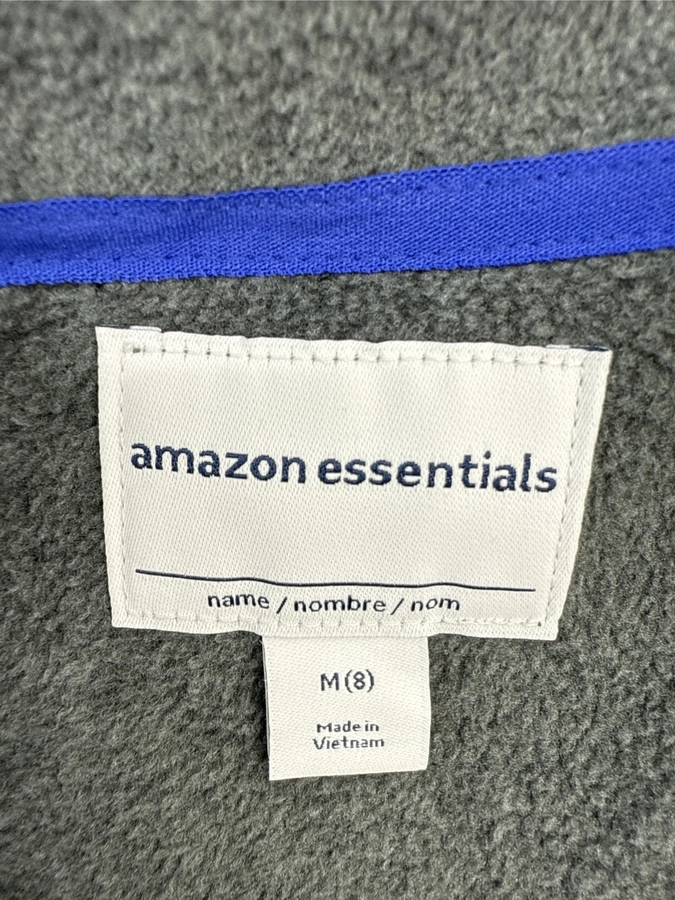 amazon essentials
name / nombre / nom
M (8)
Made in
Vietnam